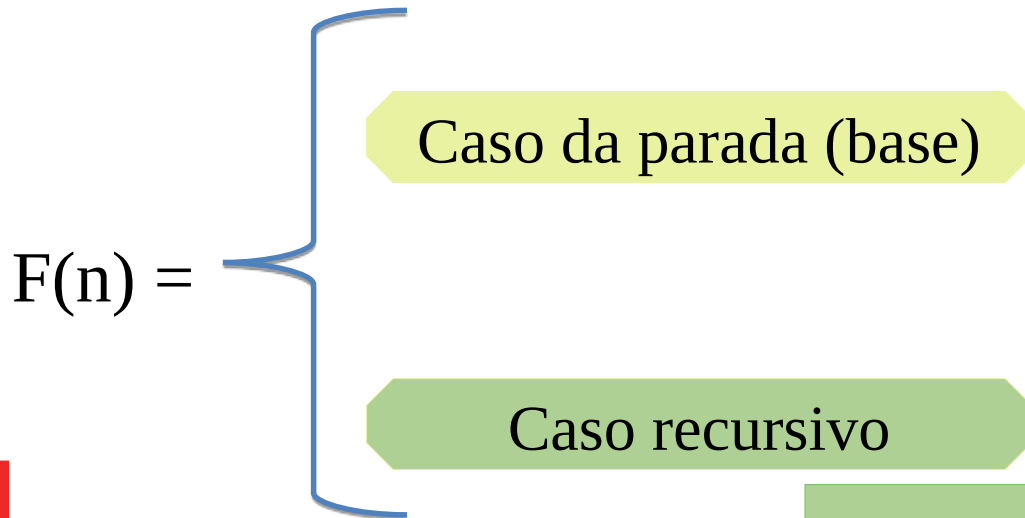 Caso da parada (base)
F(n) =
Caso recursivo